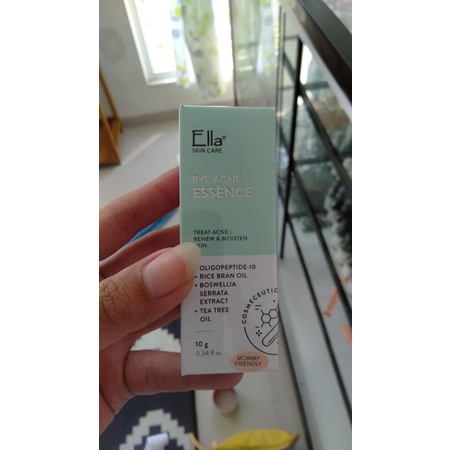 Ella®
SKIN CARE
BYE ACNE
ESSENCE
TREAT ACNE |
RENEW & MOISTEN
SKIN
OLIGOPEPTIDE-10
• RICE BRAN OIL
• BOSWELLIA
SERRATA
EXTRACT
• TEA TREE
OIL
10 g
0.34 fl oz
MOMMY
FRIENDLY